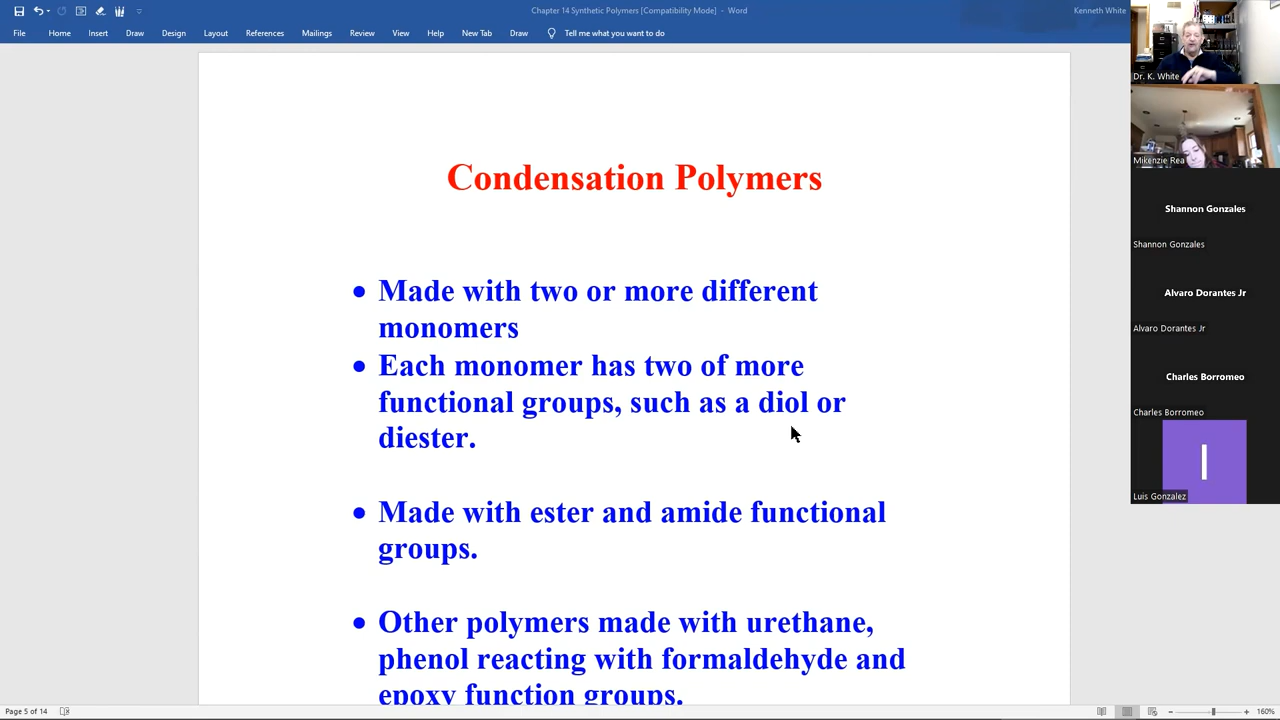 Chapter 14 Synthetic Polymers [Compatibility Mode] - Word
Kenneth White
File Home Insert Draw Design Layout References Mailings Review View Help New Tab Draw Tell me what you want to do
Condensation Polymers
• Made with two or more different
monomers
• Each monomer has two of more
functional groups, such as a diol or
diester.
• Made with ester and amide functional
groups.
• Other polymers made with urethane,
phenol reacting with formaldehyde and
epoxy function groups.
Dr. K. White
Mikenzie Rea
Shannon Gonzales
Shannon Gonzales
Alvaro Dorantes Jr
Alvaro Dorantes Jr
Charles Borromeo
Charles Borromeo
I
Luis Gonzalez
Page 5 of 14
160%